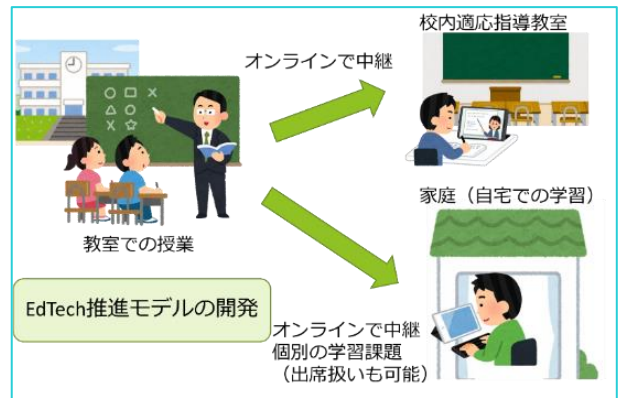 校内適応指導教室
オンラインで中継
教室での授業
家庭（自宅での学習）
EdTech推進モデルの開発
オンラインで中継
個別の学習課題
（出席扱いも可能）